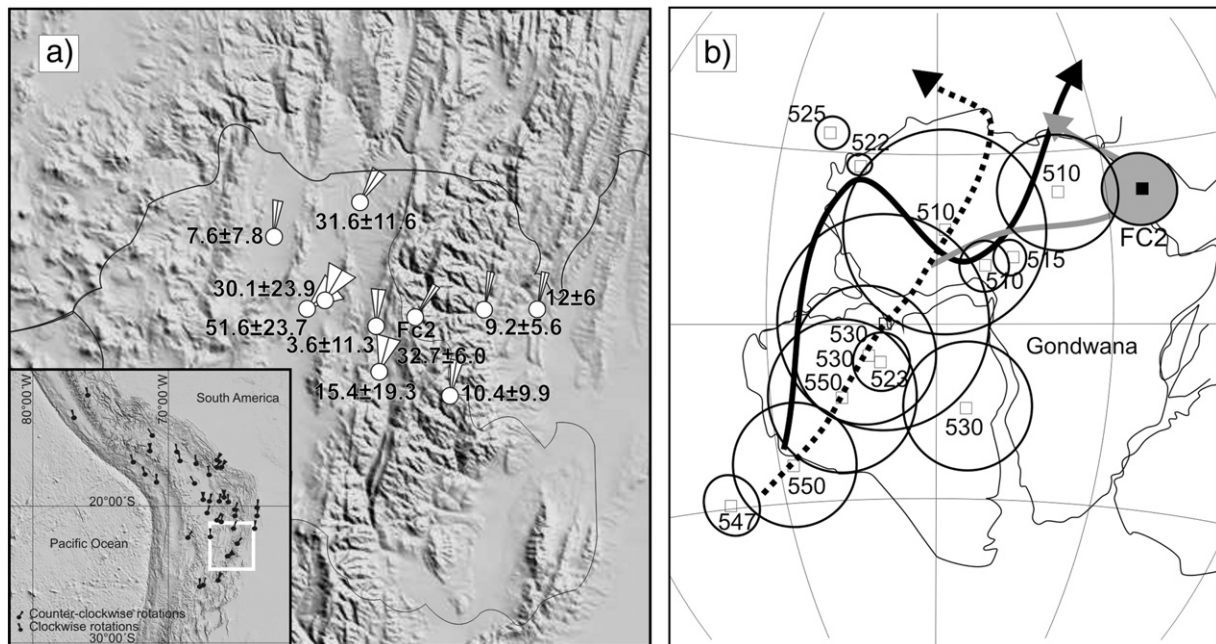 a)
31.6±11.6
7.6±7.8
30.1±23.9
12±6
51.6±23.7
9.2±5.6
3.6±11.3
Fc2
32.7±6.0
15.4±19.3
10.4±9.9
80°00´W
70°00´W
South America
20°00´S
Pacific Ocean
Counter-clockwise rotations
Clockwise rotations
30°00´S
b)
525
522
510
FC2
510
515
510
530
Gondwana
530
523
550
530
550
547